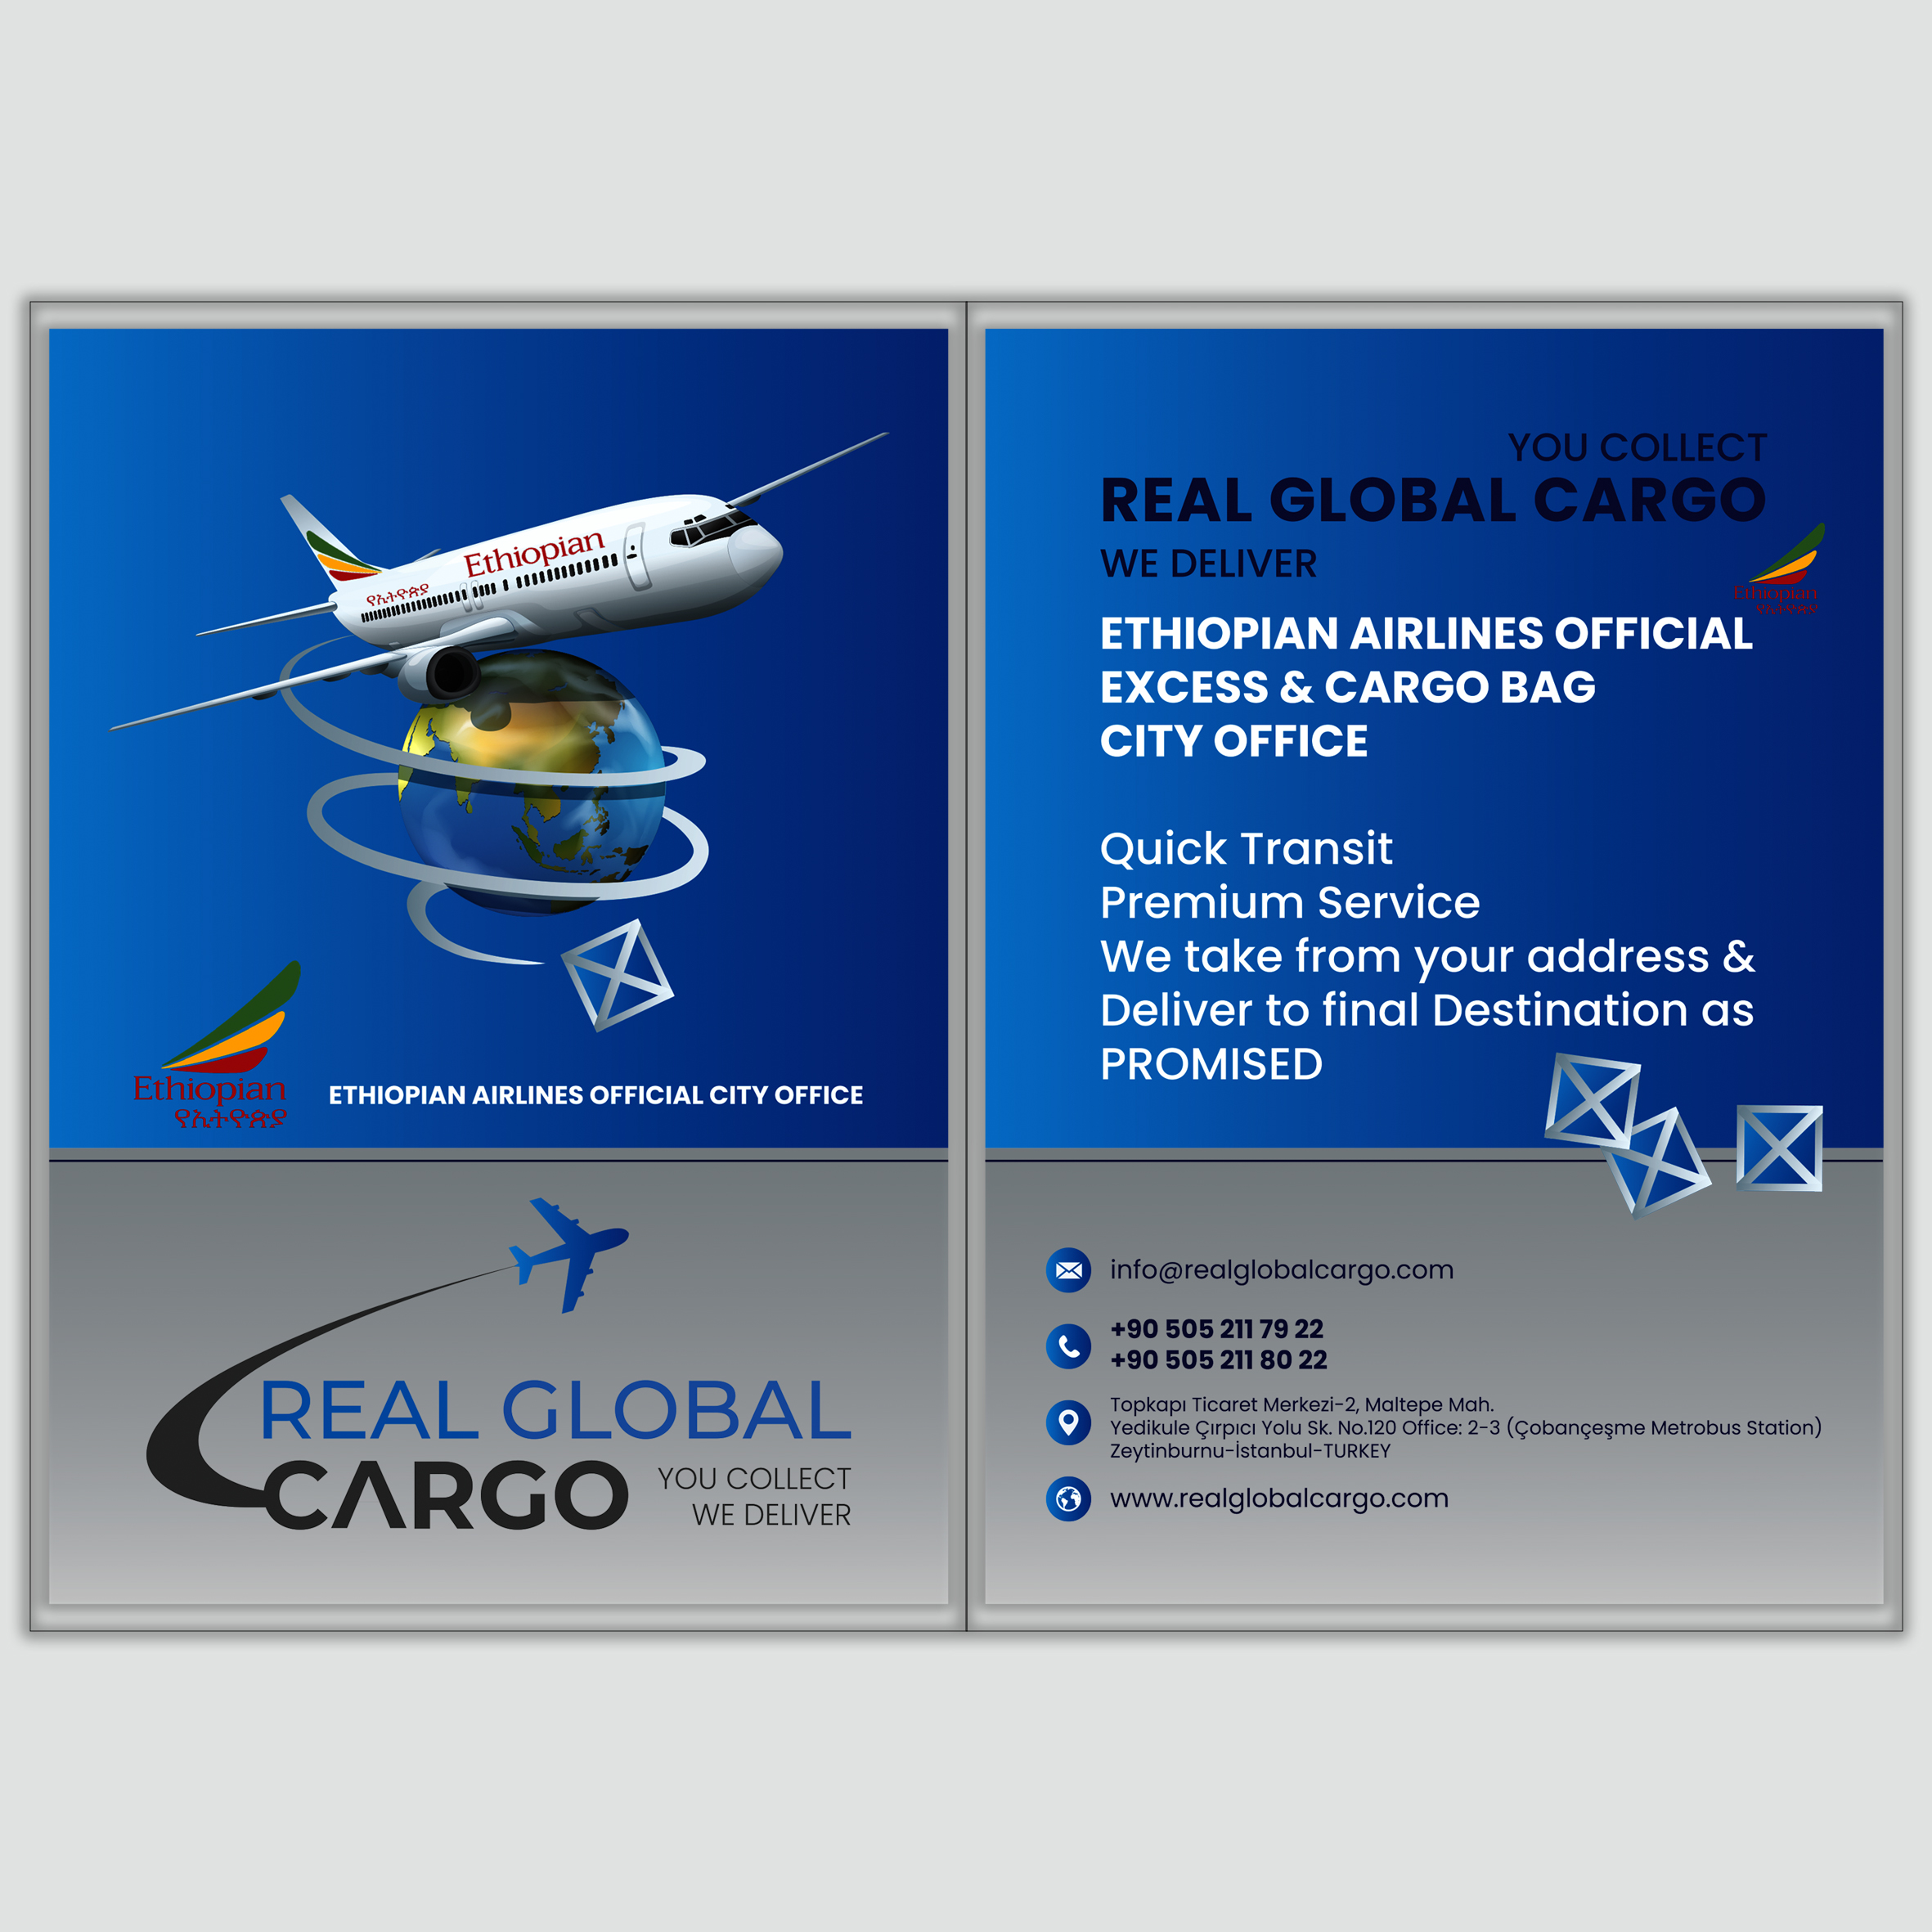 Ethiopian
የኢትዮጵያ
Ethiopian
የኢትዮጵያ
ETHIOPIAN AIRLINES OFFICIAL CITY OFFICE
REAL GLOBAL
CARGO
YOU COLLECT
WE DELIVER
YOU COLLECT
REAL GLOBAL CARGO
WE DELIVER
Ethiopian
የኢትዮጵያ
ETHIOPIAN AIRLINES OFFICIAL
EXCESS & CARGO BAG
CITY OFFICE
Quick Transit
Premium Service
We take from your address &
Deliver to final Destination as
PROMISED
info@realglobalcargo.com
+90 505 211 79 22
+90 505 211 80 22
Topkapı Ticaret Merkezi-2, Maltepe Mah.
Yedikule Çırpıcı Yolu Sk. No.120 Office: 2-3 (Çobançeşme Metrobus Station)
Zeytinburnu-İstanbul-TURKEY
www.realglobalcargo.com